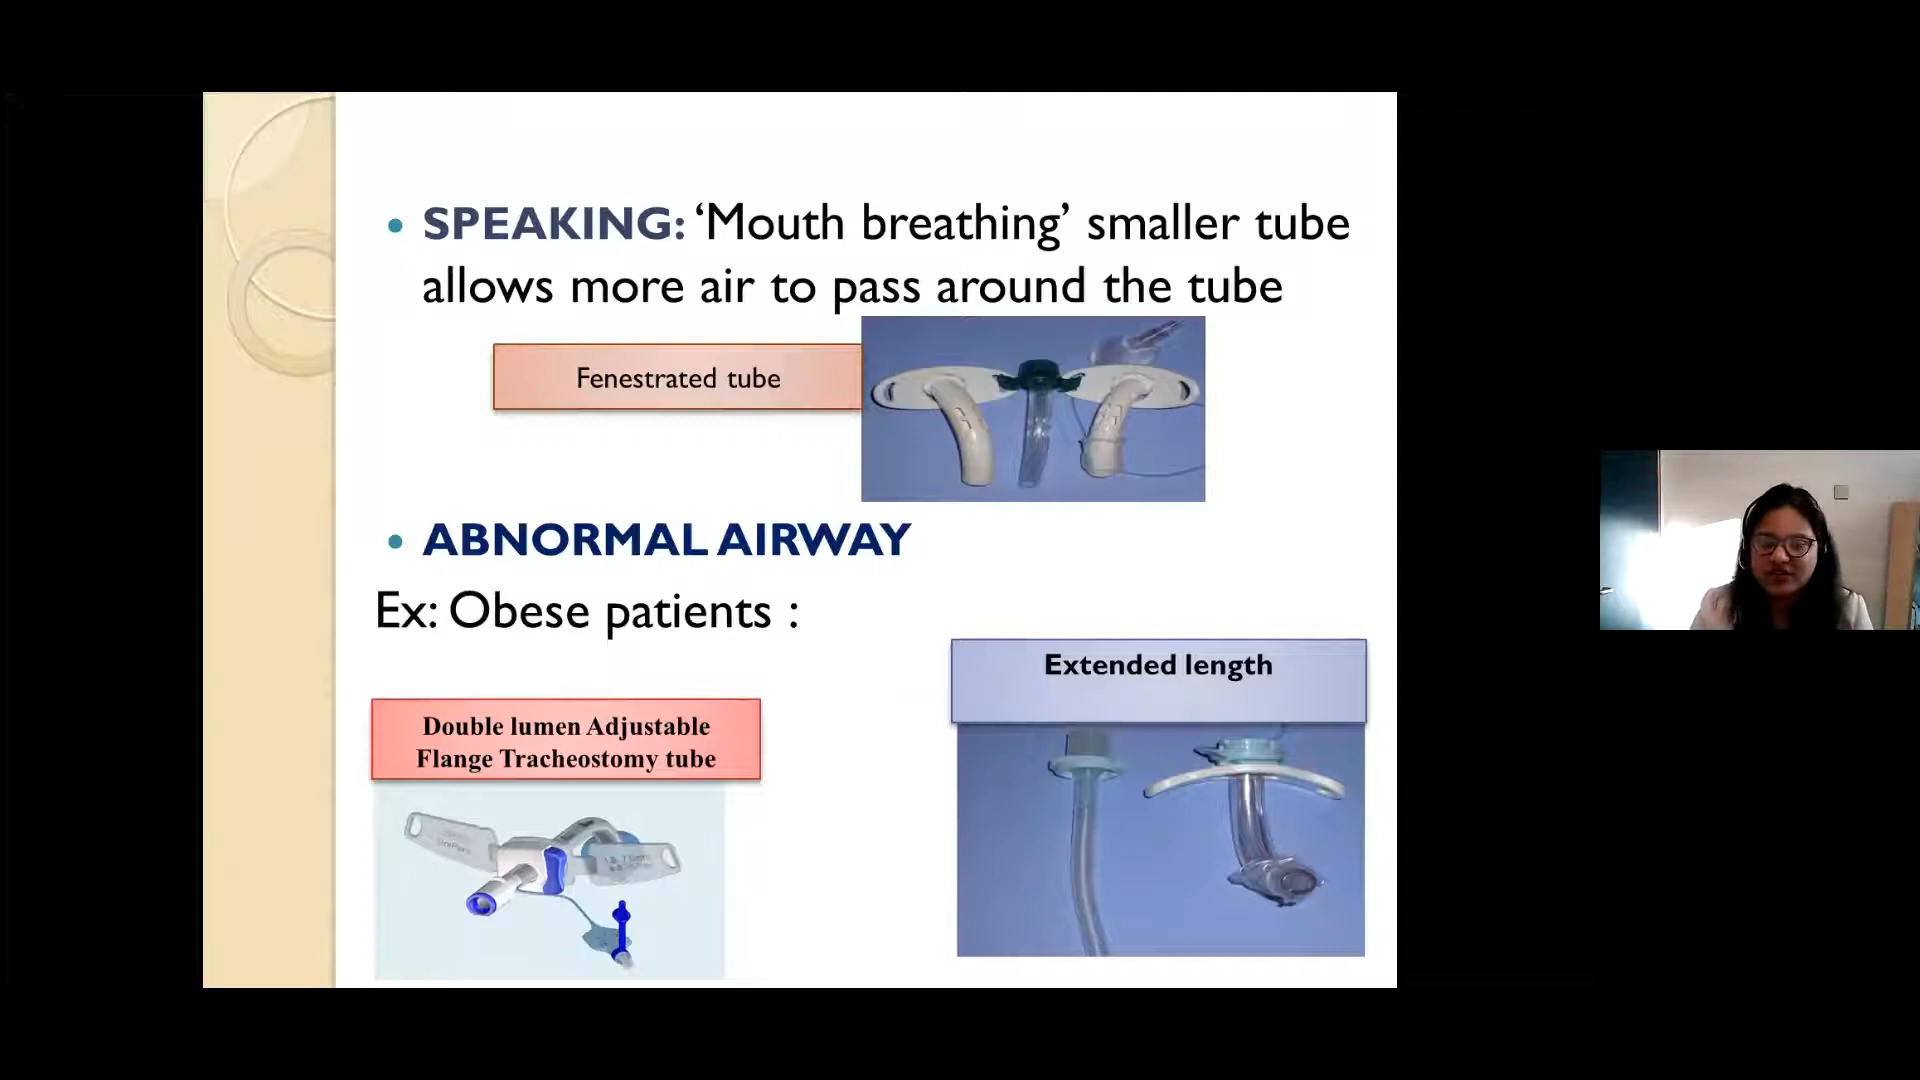 SPEAKING: ‘Mouth breathing’ smaller tube
allows more air to pass around the tube
Fenestrated tube
ABNORMAL AIRWAY
Ex: Obese patients :
Extended length
Double lumen Adjustable
Flange Tracheostomy tube